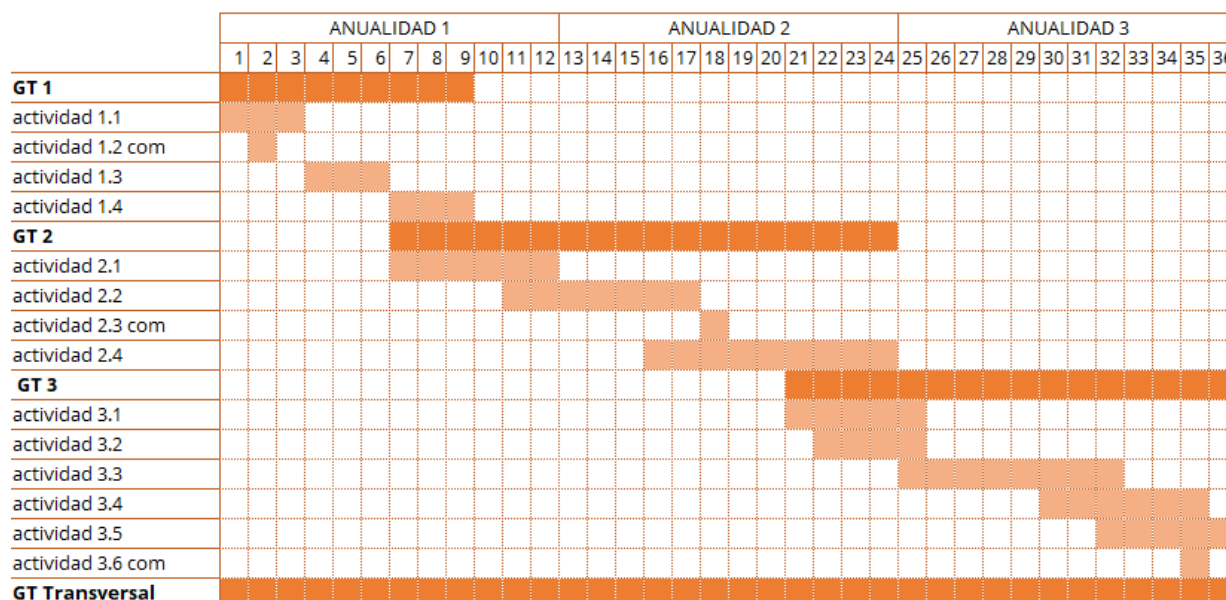 ANUALIDAD 1 ANUALIDAD 2 ANUALIDAD 3
1 2 3 4 5 6 7 8 9 10 11 12 13 14 15 16 17 18 19 20 21 22 23 24 25 26 27 28 29 30 31 32 33 34 35 36
GT 1
actividad 1.1
actividad 1.2 com
actividad 1.3
actividad 1.4
GT 2
actividad 2.1
actividad 2.2
actividad 2.3 com
actividad 2.4
GT 3
actividad 3.1
actividad 3.2
actividad 3.3
actividad 3.4
actividad 3.5
actividad 3.6 com
GT Transversal